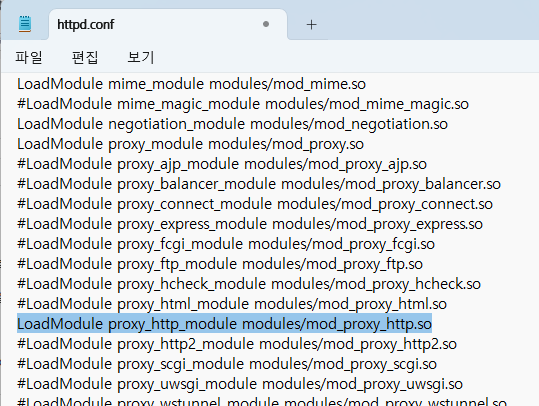 httpd.conf
파일 편집 보기
LoadModule mime_module modules/mod_mime.so
#LoadModule mime_magic_module modules/mod_mime_magic.so
LoadModule negotiation_module modules/mod_negotiation.so
LoadModule proxy_module modules/mod_proxy.so
#LoadModule proxy_ajp_module modules/mod_proxy_ajp.so
#LoadModule proxy_balancer_module modules/mod_proxy_balancer.so
#LoadModule proxy_connect_module modules/mod_proxy_connect.so
#LoadModule proxy_express_module modules/mod_proxy_express.so
#LoadModule proxy_fcgi_module modules/mod_proxy_fcgi.so
#LoadModule proxy_ftp_module modules/mod_proxy_ftp.so
#LoadModule proxy_hcheck_module modules/mod_proxy_hcheck.so
#LoadModule proxy_html_module modules/mod_proxy_html.so
LoadModule proxy_http_module modules/mod_proxy_http.so
#LoadModule proxy_http2_module modules/mod_proxy_http2.so
#LoadModule proxy_scgi_module modules/mod_proxy_scgi.so
#LoadModule proxy_uwsgi_module modules/mod_proxy_uwsgi.so
#LoadModule proxy_wstunnel_module modules/mod_proxy_wstunnel.so